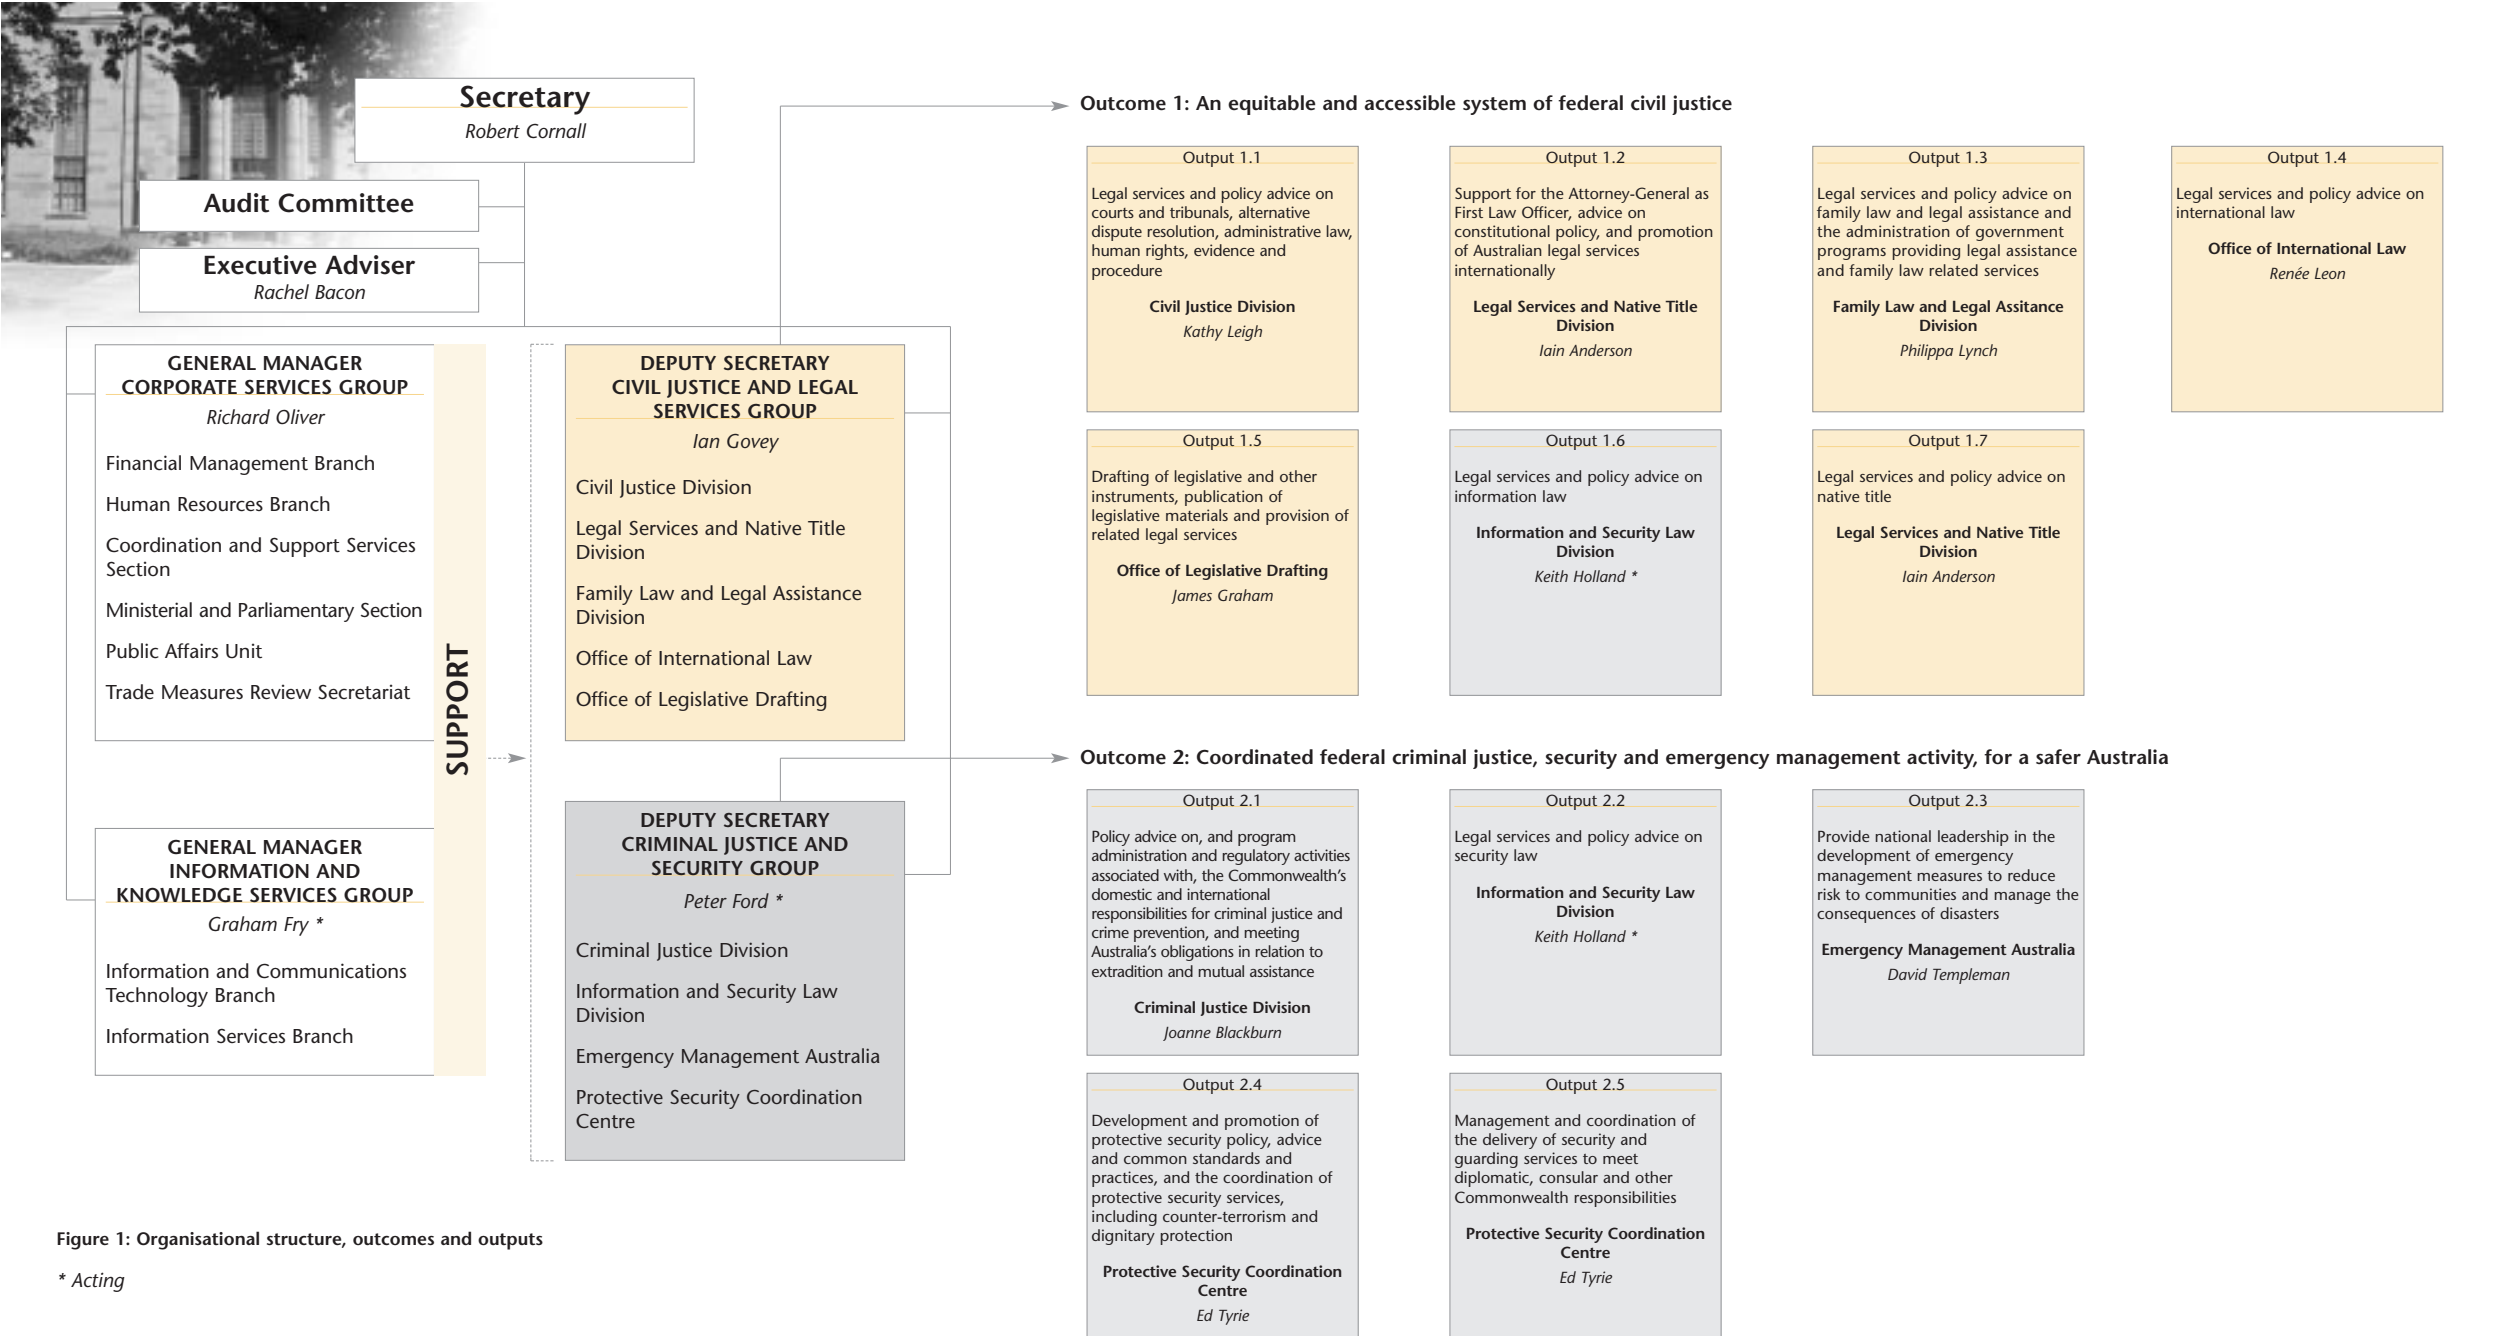 Secretary
Robert Cornall
Audit Committee
Executive Adviser
Rachel Bacon
GENERAL MANAGER
CORPORATE SERVICES GROUP
Richard Oliver
Financial Management Branch
Human Resources Branch
Coordination and Support Services
Section
Ministerial and Parliamentary Section
Public Affairs Unit
Trade Measures Review Secretariat
GENERAL MANAGER
INFORMATION AND
KNOWLEDGE SERVICES GROUP
Graham Fry *
Information and Communications
Technology Branch
Information Services Branch
SUPPORT
DEPUTY SECRETARY
CIVIL JUSTICE AND LEGAL
SERVICES GROUP
Ian Govey
Civil Justice Division
Legal Services and Native Title
Division
Family Law and Legal Assistance
Division
Office of International Law
Office of Legislative Drafting
DEPUTY SECRETARY
CRIMINAL JUSTICE AND
SECURITY GROUP
Peter Ford *
Criminal Justice Division
Information and Security Law
Division
Emergency Management Australia
Protective Security Coordination
Centre
Outcome 1: An equitable and accessible system of federal civil justice
Output 1.1
Legal services and policy advice on
courts and tribunals, alternative
dispute resolution, administrative law,
human rights, evidence and
procedure
Civil Justice Division
Kathy Leigh
Output 1.2
Support for the Attorney-General as
First Law Officer, advice on
constitutional policy, and promotion
of Australian legal services
internationally
Legal Services and Native Title
Division
Iain Anderson
Output 1.3
Legal services and policy advice on
family law and legal assistance and
the administration of government
programs providing legal assistance
and family law related services
Family Law and Legal Assitance
Division
Philippa Lynch
Output 1.4
Legal services and policy advice on
international law
Office of International Law
Renée Leon
Output 1.5
Drafting of legislative and other
instruments, publication of
legislative materials and provision of
related legal services
Office of Legislative Drafting
James Graham
Output 1.6
Legal services and policy advice on
information law
Information and Security Law
Division
Keith Holland *
Output 1.7
Legal services and policy advice on
native title
Legal Services and Native Title
Division
Iain Anderson
Outcome 2: Coordinated federal criminal justice, security and emergency management activity, for a safer Australia
Output 2.1
Policy advice on, and program
administration and regulatory activities
associated with, the Commonwealth’s
domestic and international
responsibilities for criminal justice and
crime prevention, and meeting
Australia’s obligations in relation to
extradition and mutual assistance
Criminal Justice Division
Joanne Blackburn
Output 2.2
Legal services and policy advice on
security law
Information and Security Law
Division
Keith Holland *
Output 2.3
Provide national leadership in the
development of emergency
management measures to reduce
risk to communities and manage the
consequences of disasters
Emergency Management Australia
David Templeman
Output 2.4
Development and promotion of
protective security policy, advice
and common standards and
practices, and the coordination of
protective security services,
including counter-terrorism and
dignitary protection
Protective Security Coordination
Centre
Ed Tyrie
Output 2.5
Management and coordination of
the delivery of security and
guarding services to meet
diplomatic, consular and other
Commonwealth responsibilities
Protective Security Coordination
Centre
Ed Tyrie
Figure 1: Organisational structure, outcomes and outputs
* Acting